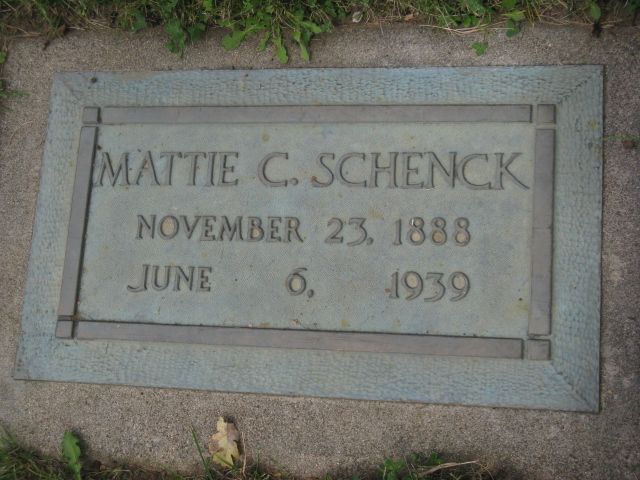 MATTIE C. SCHENCK
NOVEMBER 23, 1888
JUNE 6, 1939